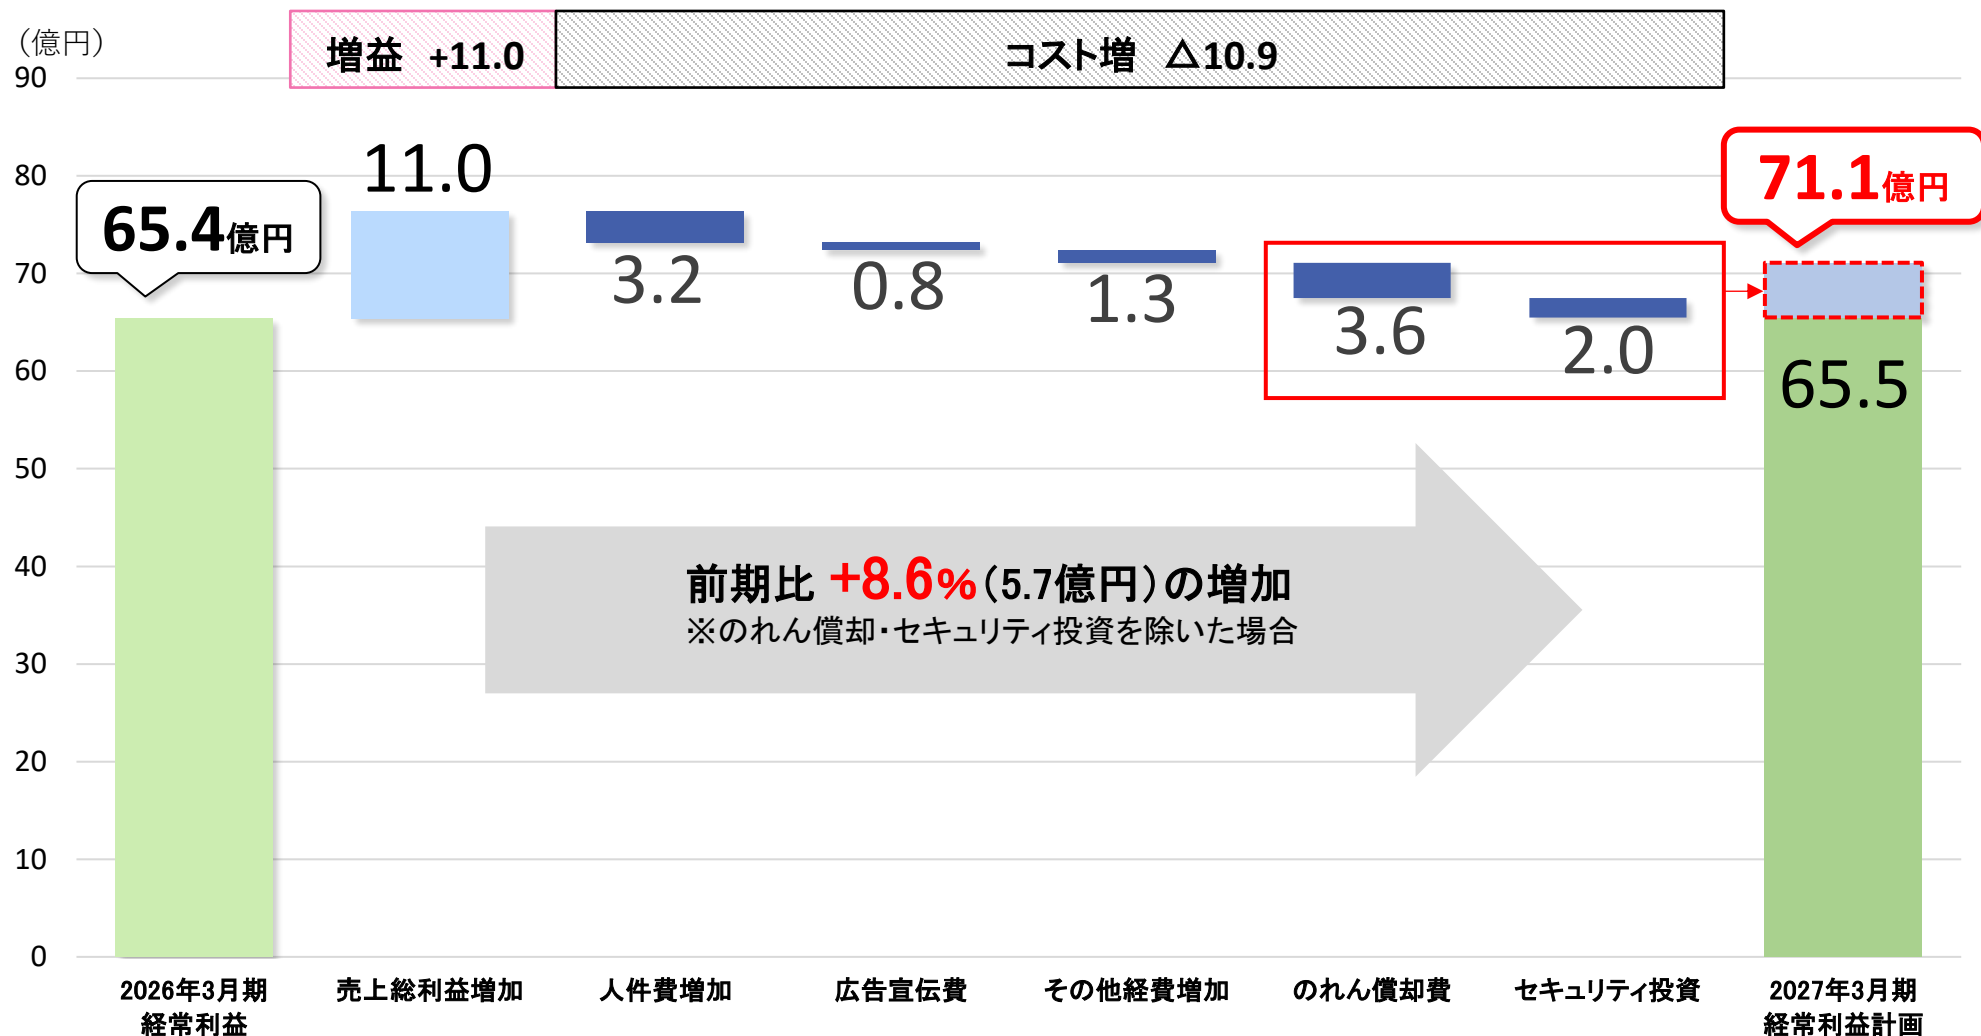 （億円）
増益 +11.0
コスト増 △10.9
90
80
70
60
50
40
30
20
10
0
65.4億円
11.0
3.2
0.8
1.3
3.6
2.0
71.1億円
65.5
前期比 +8.6%（5.7億円）の増加
※のれん償却・セキュリティ投資を除いた場合
2026年3月期
経常利益
売上総利益増加
人件費増加
広告宣伝費
その他経費増加
のれん償却費
セキュリティ投資
2027年3月期
経常利益計画